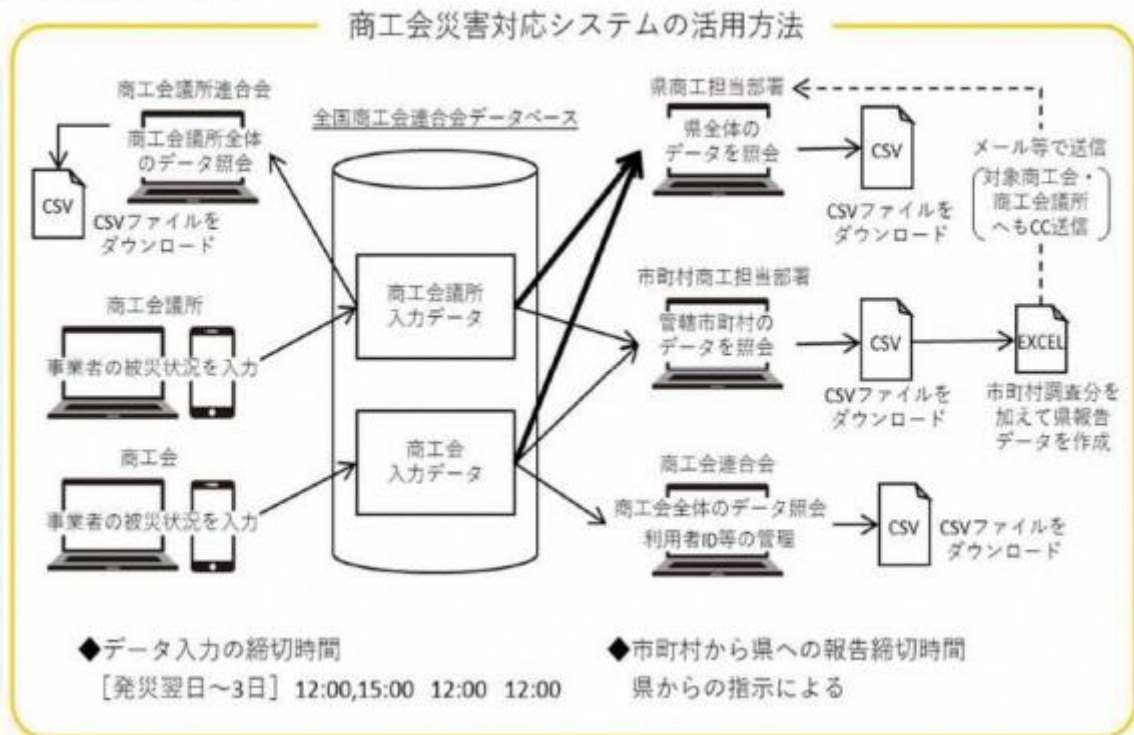 商工会災害対応システムの活用方法
商工会議所連合会
商工会議所全体
のデータ照会
CSV
CSVファイルを
ダウンロード
商工会議所
事業者の被災状況を入力
商工会
事業者の被災状況を入力
全国商工会連合会データベース
商工会議所
入力データ
商工会
入力データ
県商工担当部署
県全体の
データを照会
CSV
CSVファイルを
ダウンロード
メール等で送信
対象商工会・
商工会議所
へもCC送信
市町村商工担当部署
管轄市町村の
データを照会
CSV
CSVファイルを
ダウンロード
EXCEL
市町村調査分を
加えて県報告
データを作成
商工会連合会
商工会全体のデータ照会
利用者ID等の管理
CSV
CSVファイルを
ダウンロード
◆データ入力の締切時間
[発災翌日～3日] 12:00,15:00 12:00 12:00
◆市町村から県への報告締切時間
県からの指示による